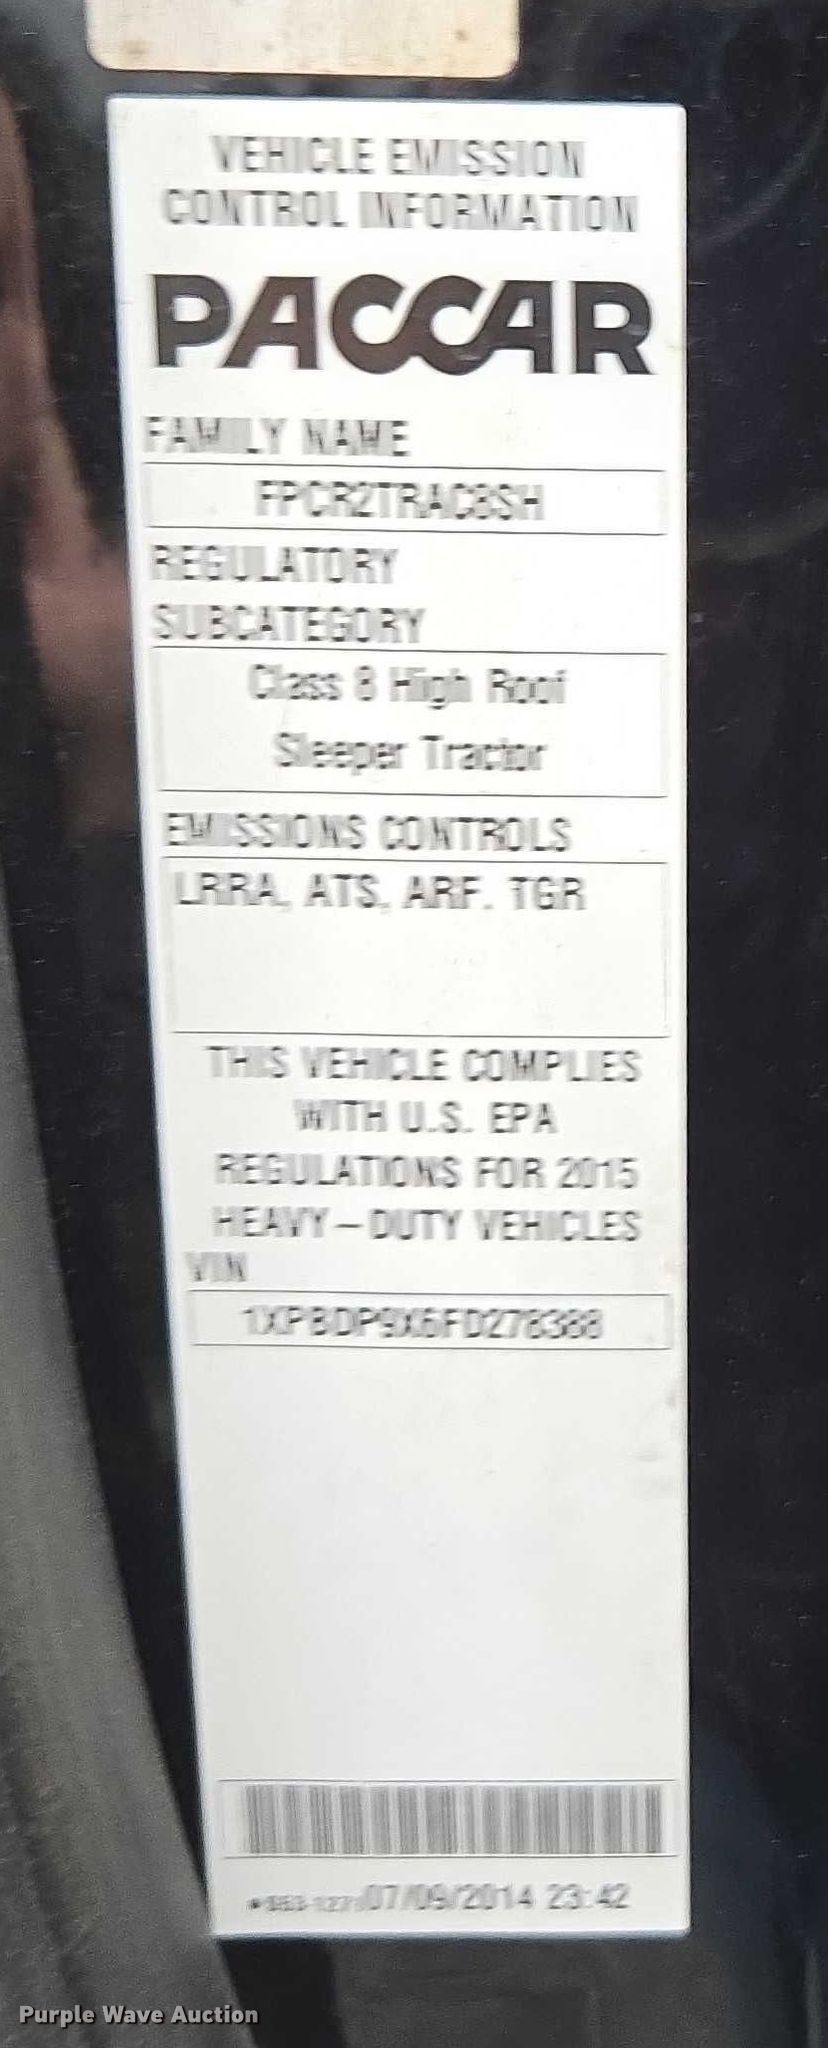 VEHICLE EMISSION
CONTROL INFORMATION
PACCAR
FAMILY NAME
FPCR2TRAC8SH
REGULATORY
SUBCATEGORY
Class 8 High Roof
Sleeper Tractor
EMISSIONS CONTROLS
LRRA, ATS, ARF, TGR
THIS VEHICLE COMPLIES
WITH U.S. EPA
REGULATIONS FOR 2015
HEAVY-DUTY VEHICLES
VIN
1XPBDP9X6FD278388
07/09/2014 23:42
Purple Wave Auction